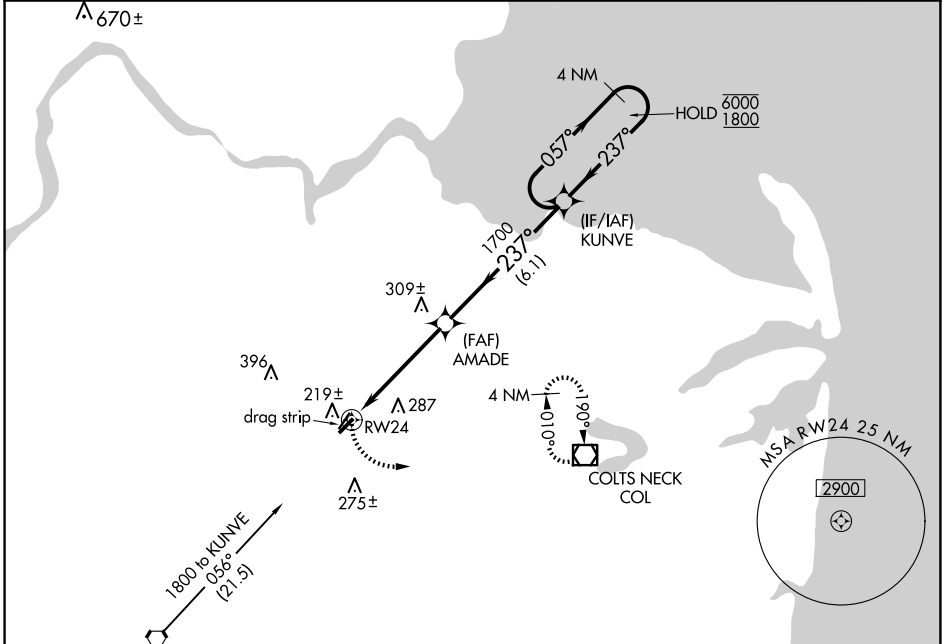 670±
4 NM
HOLD 6000
1800
057°
237°
(IF/IAF)
KUNVE
1700
237°
(6.1)
309±
(FAF)
AMADE
396
219±
287
drag strip
RW24
4 NM
010°
190°
COLTS NECK
COL
275±
MSA RW24 25 NM
2900
1800 to KUNVE
056°
(21.5)